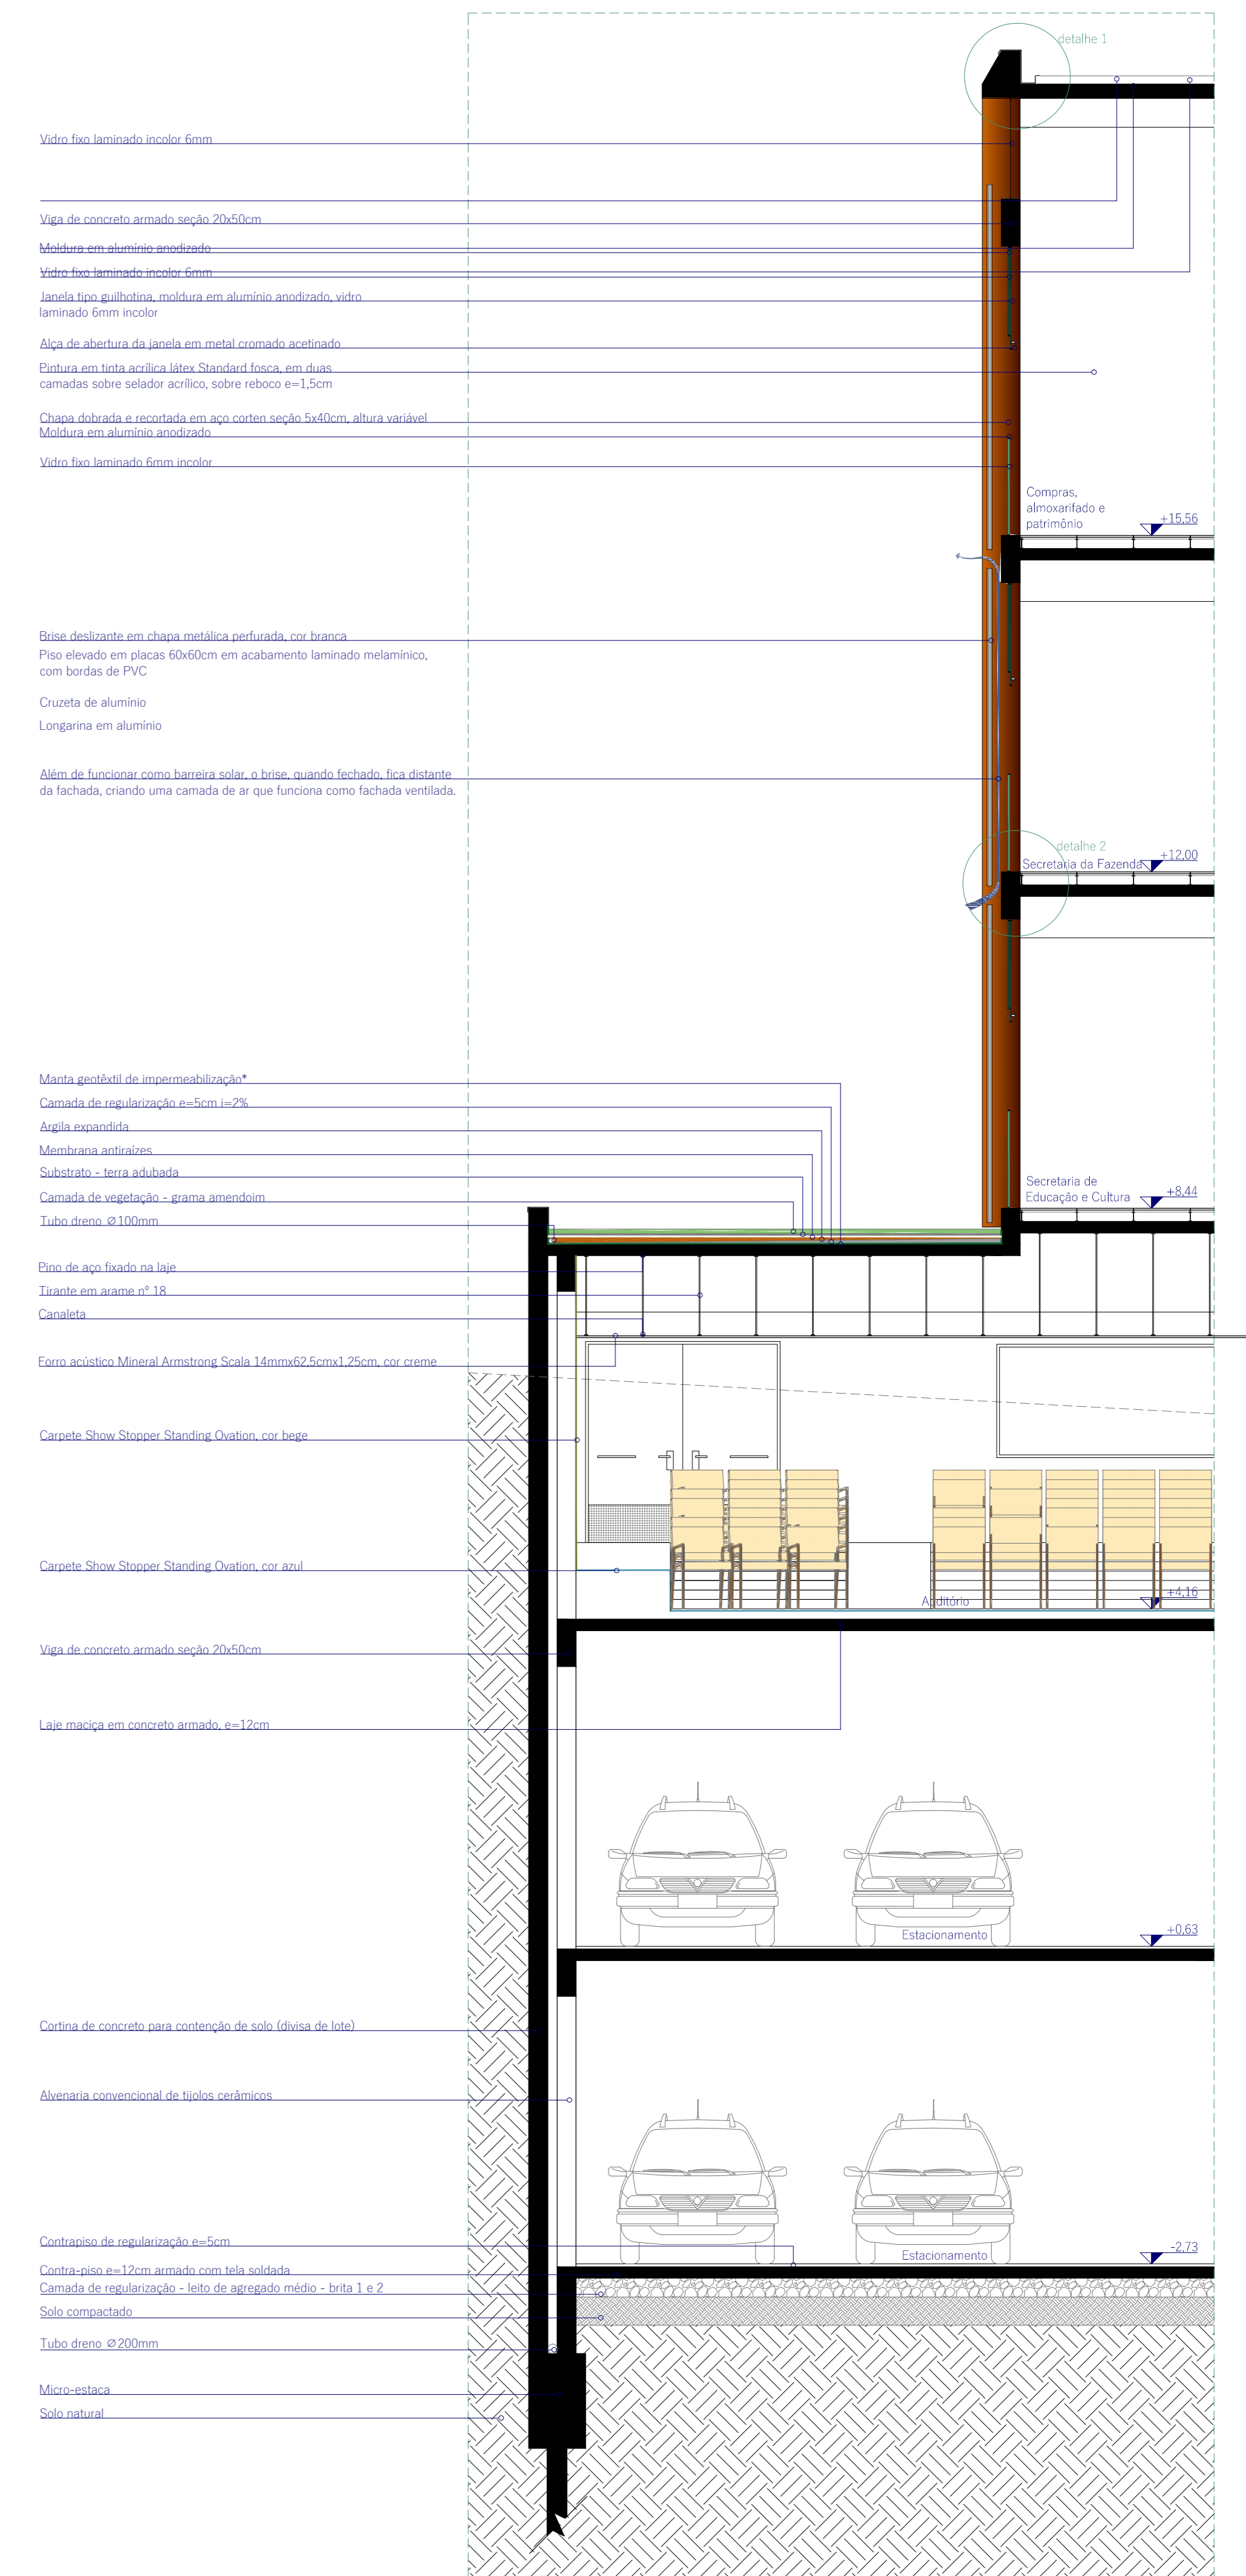 detalhe 1
Vidro fixo laminado incolor 6mm
Viga de concreto armado seção 20x50cm
Moldura em alumínio anodizado
Vidro fixo laminado incolor 6mm
Janela tipo guilhotina, moldura em alumínio anodizado, vidro
laminado 6mm incolor
Alça de abertura da janela em metal cromado acetinado
Pintura em tinta acrílica látex Standard fosca, em duas
camadas sobre selador acrílico, sobre reboco e=1,5cm
Chapa dobrada e recortada em aço corten seção 5x40cm, altura variável
Moldura em alumínio anodizado
Vidro fixo laminado 6mm incolor
Compras,
almoxarifado e
patrimônio
+15,56
Brise deslizante em chapa metálica perfurada, cor branca
Piso elevado em placas 60x60cm em acabamento laminado melamínico,
com bordas de PVC
Cruzeta de alumínio
Longarina em alumínio
Além de funcionar como barreira solar, o brise, quando fechado, fica distante
da fachada, criando uma camada de ar que funciona como fachada ventilada.
detalhe 2
Secretaria da Fazenda
+12,00
Manta geotêxtil de impermeabilização*
Camada de regularização e=5cm i=2%
Argila expandida
Membrana antiraízes
Substrato - terra adubada
Camada de vegetação - grama amendoim
Tubo dreno ∅100mm
Secretaria de
Educação e Cultura
+8,44
Pino de aço fixado na laje
Tirante em arame nº 18
Canaleta
Forro acústico Mineral Armstrong Scala 14mmx62,5cmx1,25cm, cor creme
Carpete Show Stopper Standing Ovation, cor bege
Carpete Show Stopper Standing Ovation, cor azul
Auditório
+4,16
Viga de concreto armado seção 20x50cm
Laje maciça em concreto armado, e=12cm
Estacionamento
+0,63
Cortina de concreto para contenção de solo (divisa de lote)
Alvenaria convencional de tijolos cerâmicos
Contrapiso de regularização e=5cm
Estacionamento
-2,73
Contra-piso e=12cm armado com tela soldada
Camada de regularização - leito de agregado médio - brita 1 e 2
Solo compactado
Tubo dreno ∅200mm
Micro-estaca
Solo natural